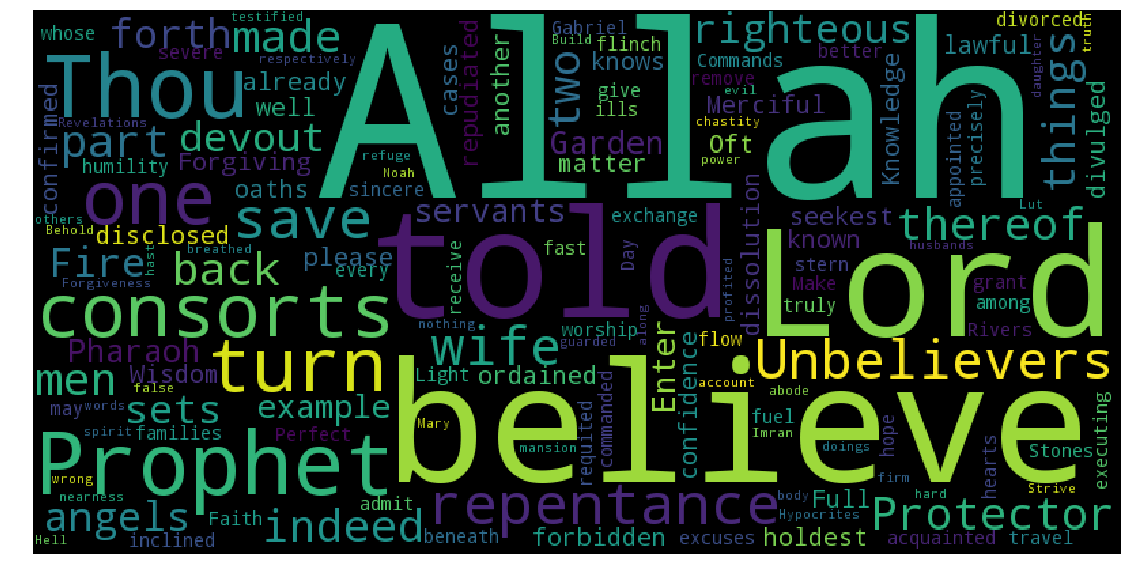 whose
forth
testified
severe
respectively
made
Allah
Gabriel
Build
flinch
righteous
divorced
better
lawful
truth
Thou
already
well
cases
repudiated
another
two
knows
give
ills
Commands
remove
evil
Merciful
chastity
power
Knowledge
things
daughter
confirmed
Revelations
part
devout
Forgiving
humility
oaths
refuge
Noah
sincere
Garden
matter
Oft
appointed
precisely
divulged
one
save
others
Behold
disclosed
hast
breathed
servants
told
exchange
fast
Day
profited
dissolution
seekest
known
stern
Make
truly
among
thereof
husbands
Lut
grant
Rivers
Lord
Fire
Forgiveness
back
please
every
receive
consorts
nothing
worship
guarded
along
wife
Enter
flow
Unbelievers
Pharaoh
Wisdom
men
false
turn
Light
ordained
believe
account
abode
fuel
Imran
may
words
sets
example
Mary
requited
commanded
confidence
hope
hearts
Stones
executing
spirit
families
Perfect
mansion
doings
firm
Strive
Prophet
wrong
nearness
admit
repentance
body
Hypocrites
Full
hard
Protector
angels
Faith
indeed
Hell
inclined
beneath
forbidden
excuses
holdest
acquainted
travel